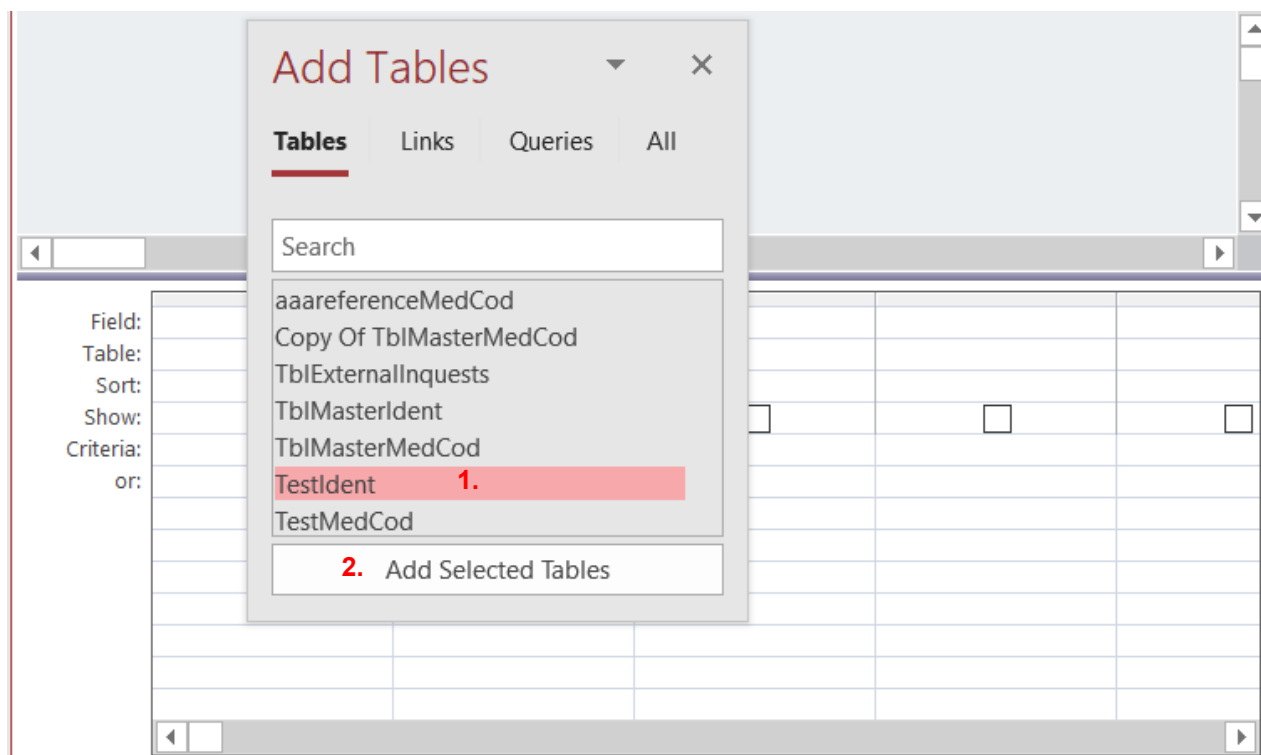 Add Tables
Tables Links Queries All
Search
aaareferenceMedCod
Copy Of TblMasterMedCod
TblExternalInquests
TblMasterIdent
TblMasterMedCod
TestIdent 1.
TestMedCod
2. Add Selected Tables
Field:
Table:
Sort:
Show:
Criteria:
or: